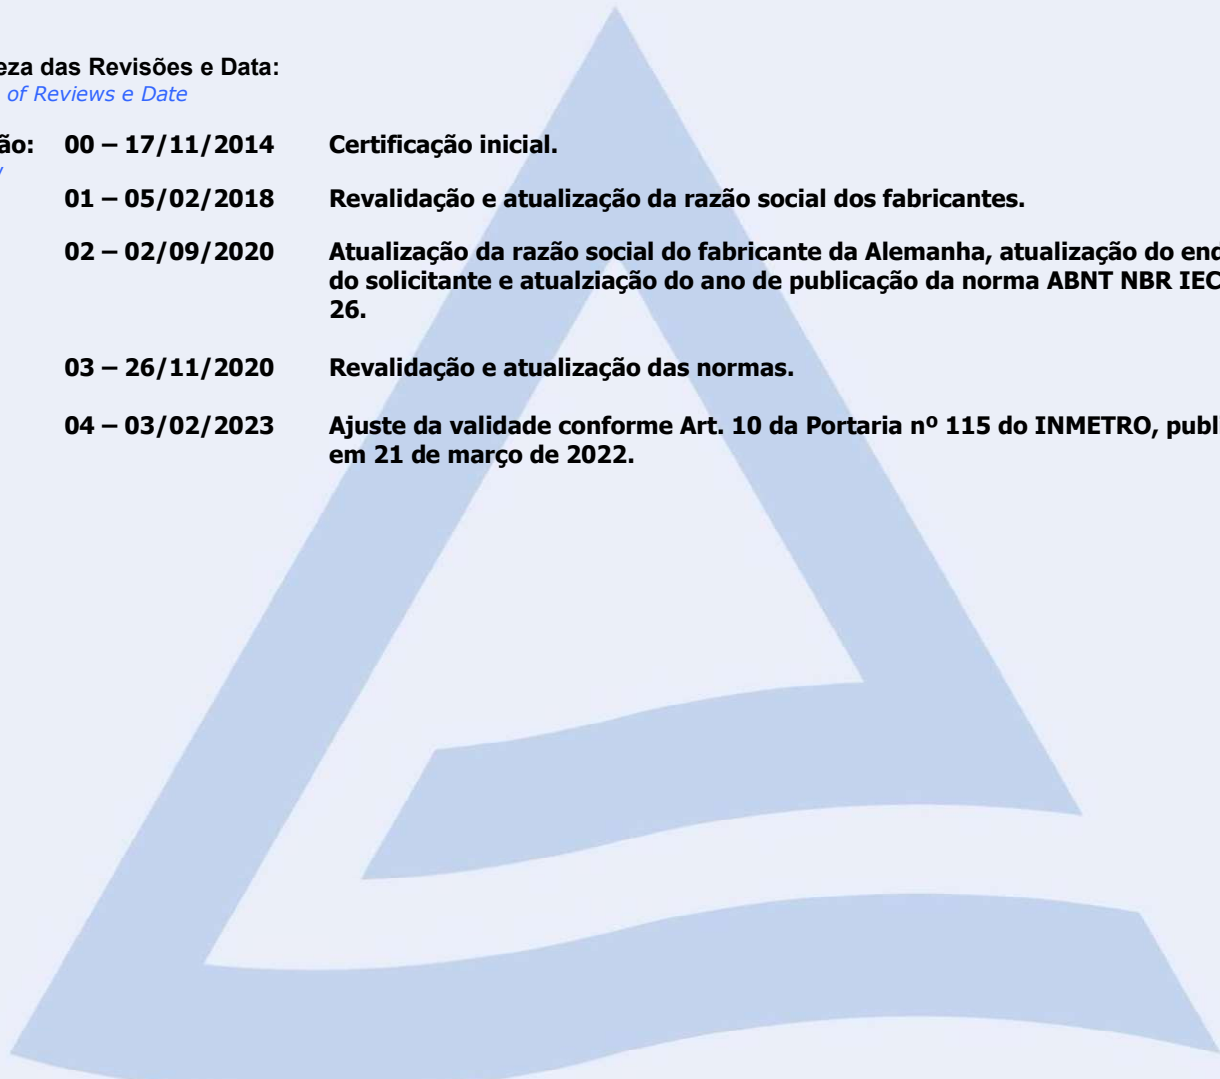 eza das Revisões e Data:
of Reviews e Date
ão: 00 – 17/11/2014 Certificação inicial.
01 – 05/02/2018 Revalidação e atualização da razão social dos fabricantes.
02 – 02/09/2020 Atualização da razão social do fabricante da Alemanha, atualização do end
do solicitante e atualziação do ano de publicação da norma ABNT NBR IEC
26.
03 – 26/11/2020 Revalidação e atualização das normas.
04 – 03/02/2023 Ajuste da validade conforme Art. 10 da Portaria nº 115 do INMETRO, publ
em 21 de março de 2022.